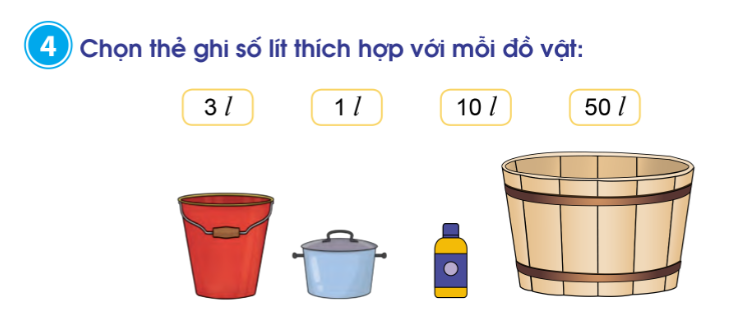 4 Chọn thẻ ghi số lít thích hợp với mỗi đồ vật:
3 l 1 l 10 l 50 l